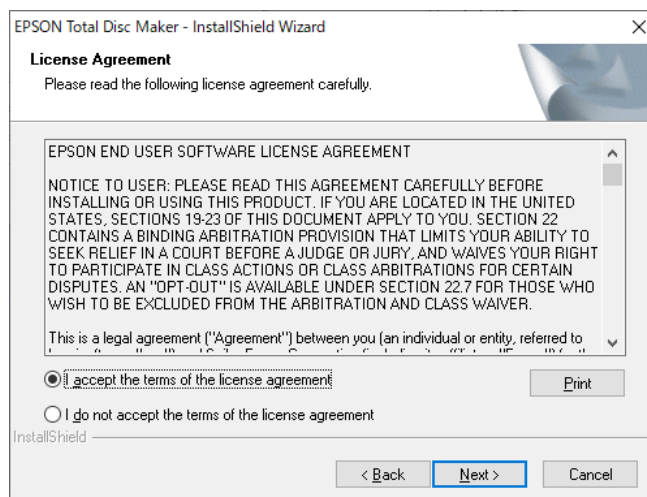 EPSON Total Disc Maker - InstallShield Wizard
License Agreement
Please read the following license agreement carefully.
EPSON END USER SOFTWARE LICENSE AGREEMENT
NOTICE TO USER: PLEASE READ THIS AGREEMENT CAREFULLY BEFORE
INSTALLING OR USING THIS PRODUCT. IF YOU ARE LOCATED IN THE UNITED
STATES, SECTIONS 19-23 OF THIS DOCUMENT APPLY TO YOU. SECTION 22
CONTAINS A BINDING ARBITRATION PROVISION THAT LIMITS YOUR ABILITY TO
SEEK RELIEF IN A COURT BEFORE A JUDGE OR JURY, AND WAIVES YOUR RIGHT
TO PARTICIPATE IN CLASS ACTIONS OR CLASS ARBITRATIONS FOR CERTAIN
DISPUTES. AN "OPT-OUT" IS AVAILABLE UNDER SECTION 22.7 FOR THOSE WHO
WISH TO BE EXCLUDED FROM THE ARBITRATION AND CLASS WAIVER.
This is a legal agreement ("Agreement") between you (an individual or entity, referred to
I accept the terms of the license agreement
Print
I do not accept the terms of the license agreement
InstallShield
< Back
Next >
Cancel